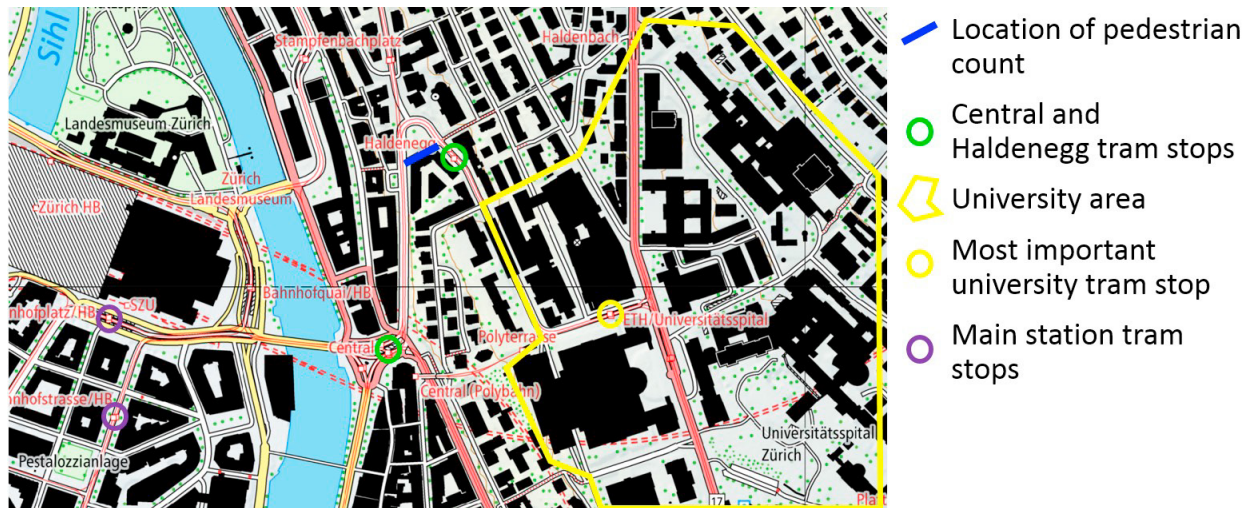 Sihl
Stampfenbachplatz
Haldenbach
Landesmuseum Zürich
Haldenegg
Zürich
Landesmuseum
Zürich HB
Bahnhofquai/HB
SZU
nhofplatz/HB
ETH/Universitätsspital
Central
Polyterrasse
Central (Polybahn)
nhofstrasse/HB
Pestalozzianlage
Universitätsspital
Zürich
17
Platt
Location of pedestrian
count
Central and
Haldenegg tram stops
University area
Most important
university tram stop
Main station tram
stops